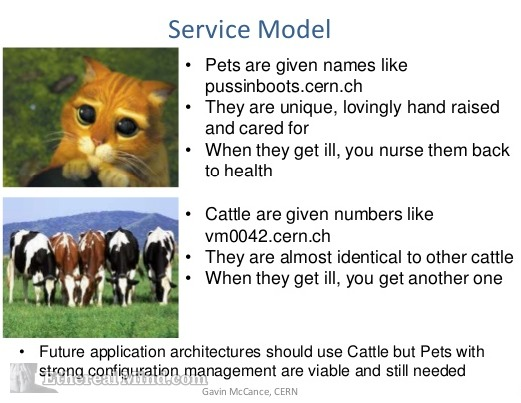 Service Model
• Pets are given names like
pussinboots.cern.ch
• They are unique, lovingly hand raised
and cared for
• When they get ill, you nurse them back
to health
• Cattle are given numbers like
vm0042.cern.ch
• They are almost identical to other cattle
• When they get ill, you get another one
• Future application architectures should use Cattle but Pets with
strong configuration management are viable and still needed
EtherealMind.com
Gavin McCance, CERN